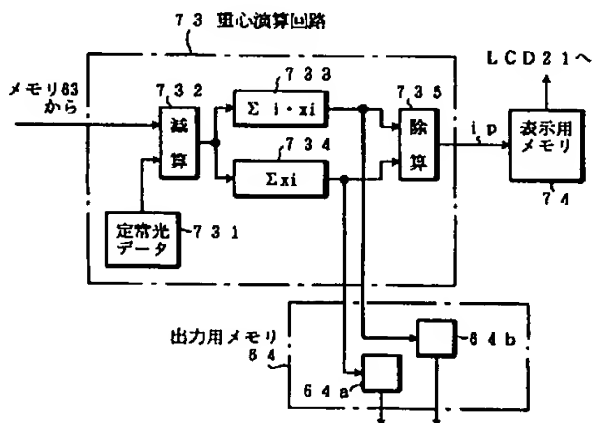 73 重心演算回路
LCD21へ
メモリ63
から
732
減算
733
Σ i・xi
734
Σxi
735
除算
ip
表示用
メモリ
74
定常光
データ
731
出力用メモリ
64
64a
64b